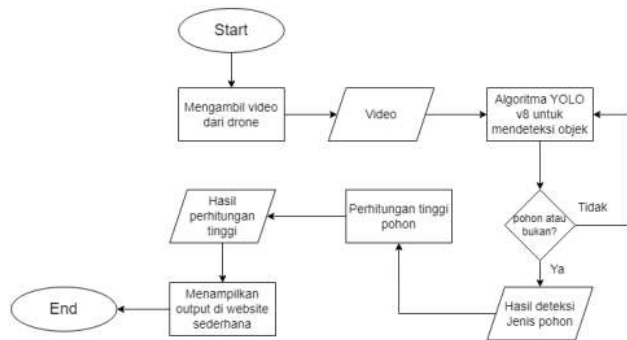 Start
Mengambil video
dari drone
Video
Algoritma YOLO
v8 untuk
mendeteksi objek
pohon atau
bukan?
Tidak
Ya
Hasil deteksi
Jenis pohon
Perhitungan tinggi
pohon
Hasil
perhitungan
tinggi
Menampilkan
output di website
sederhana
End